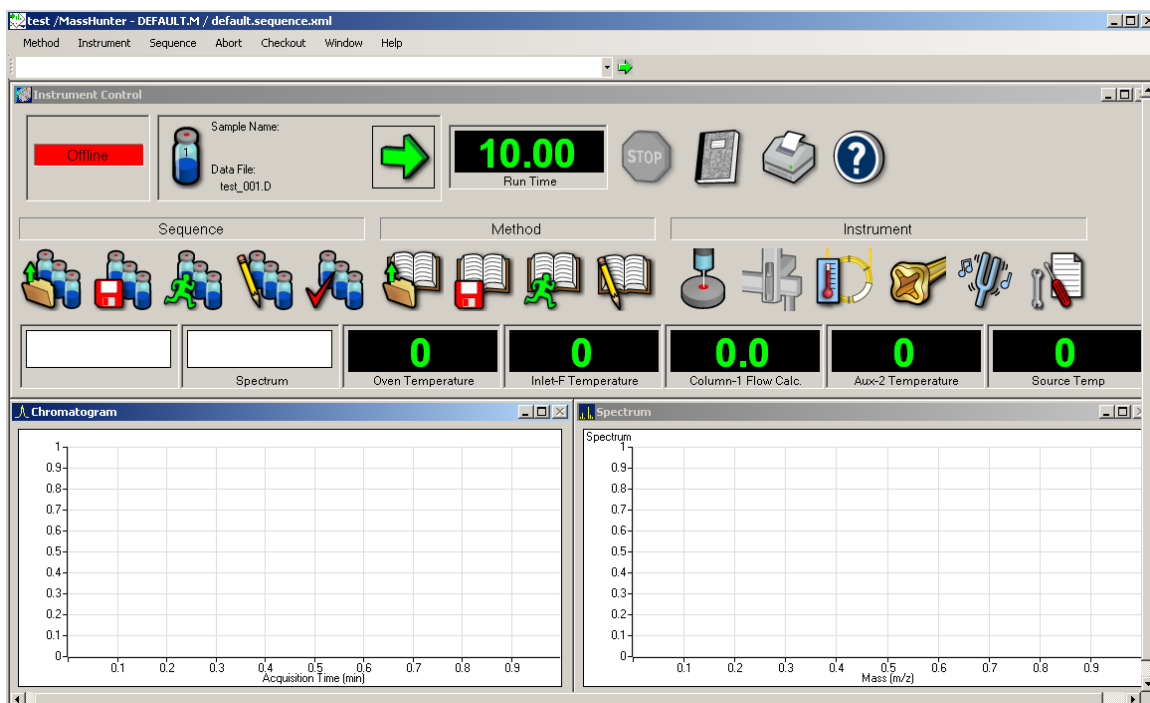 test /MassHunter - DEFAULT.M / default.sequence.xml
Method Instrument Sequence Abort Checkout Window Help
Instrument Control
Offline
1
Sample Name:
Data File:
test_001.D
10.00
Run Time
STOP
?
Sequence Method Instrument
0 0 0.0 0 0
Spectrum Oven Temperature Inlet-F Temperature Column-1 Flow Calc. Aux-2 Temperature Source Temp
Chromatogram
1
0.9
0.8
0.7
0.6
0.5
0.4
0.3
0.2
0.1
0
0.1 0.2 0.3 0.4 0.5 0.6 0.7 0.8 0.9
Acquisition Time (min)
Spectrum
Spectrum
1
0.9
0.8
0.7
0.6
0.5
0.4
0.3
0.2
0.1
0
0.1 0.2 0.3 0.4 0.5 0.6 0.7 0.8 0.9
Mass (m/z)